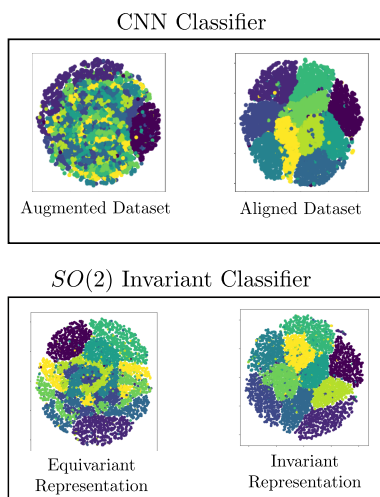 CNN Classifier
Augmented Dataset
Aligned Dataset
SO(2) Invariant Classifier
Equivariant
Representation
Invariant
Representation